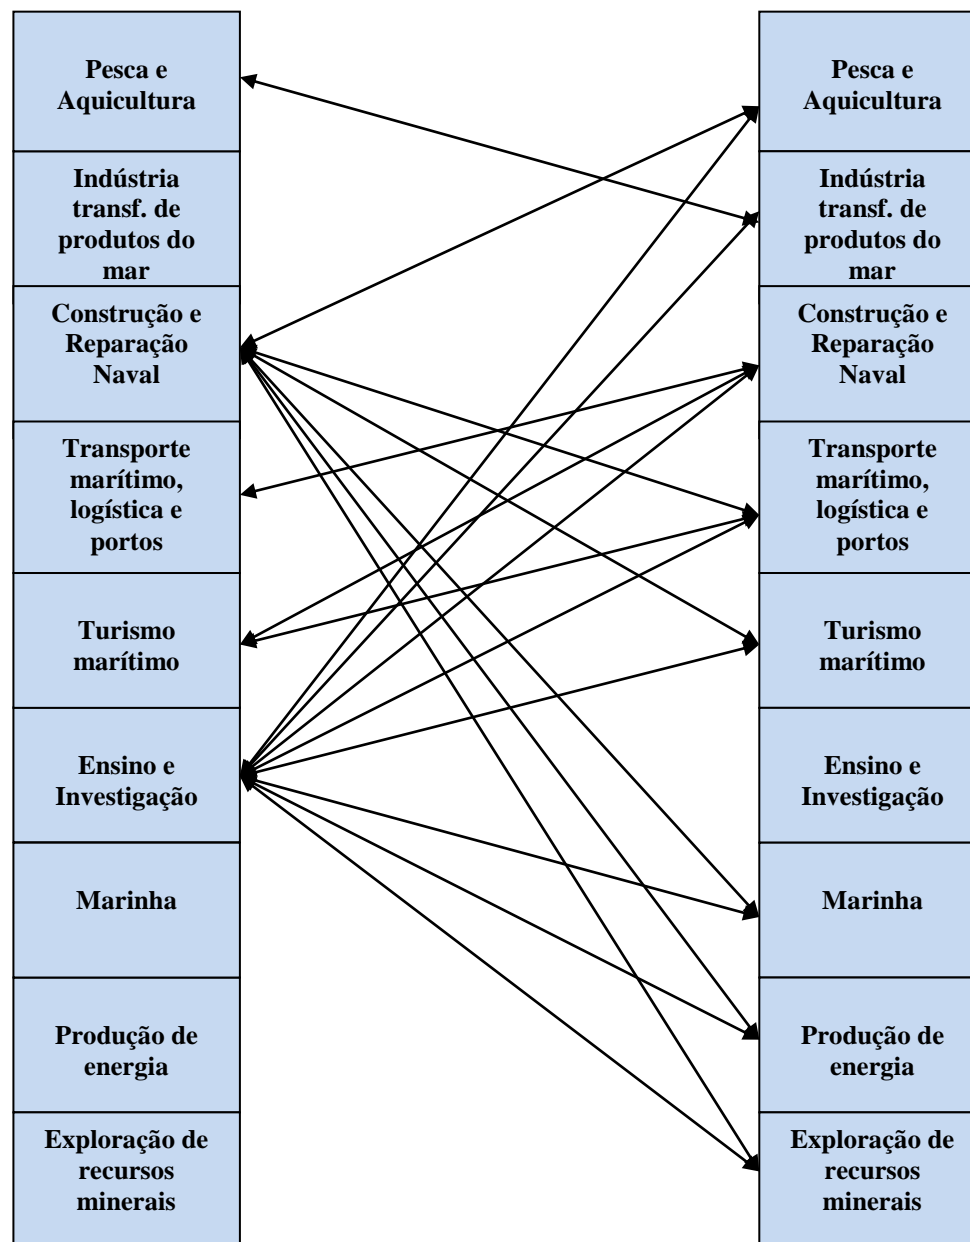 Pesca e
Aquicultura
Indústria
transf. de
produtos do
mar
Construção e
Reparação
Naval
Transporte
marítimo,
logística e
portos
Turismo
marítimo
Ensino e
Investigação
Marinha
Produção de
energia
Exploração de
recursos
minerais
Pesca e
Aquicultura
Indústria
transf. de
produtos do
mar
Construção e
Reparação
Naval
Transporte
marítimo,
logística e
portos
Turismo
marítimo
Ensino e
Investigação
Marinha
Produção de
energia
Exploração de
recursos
minerais